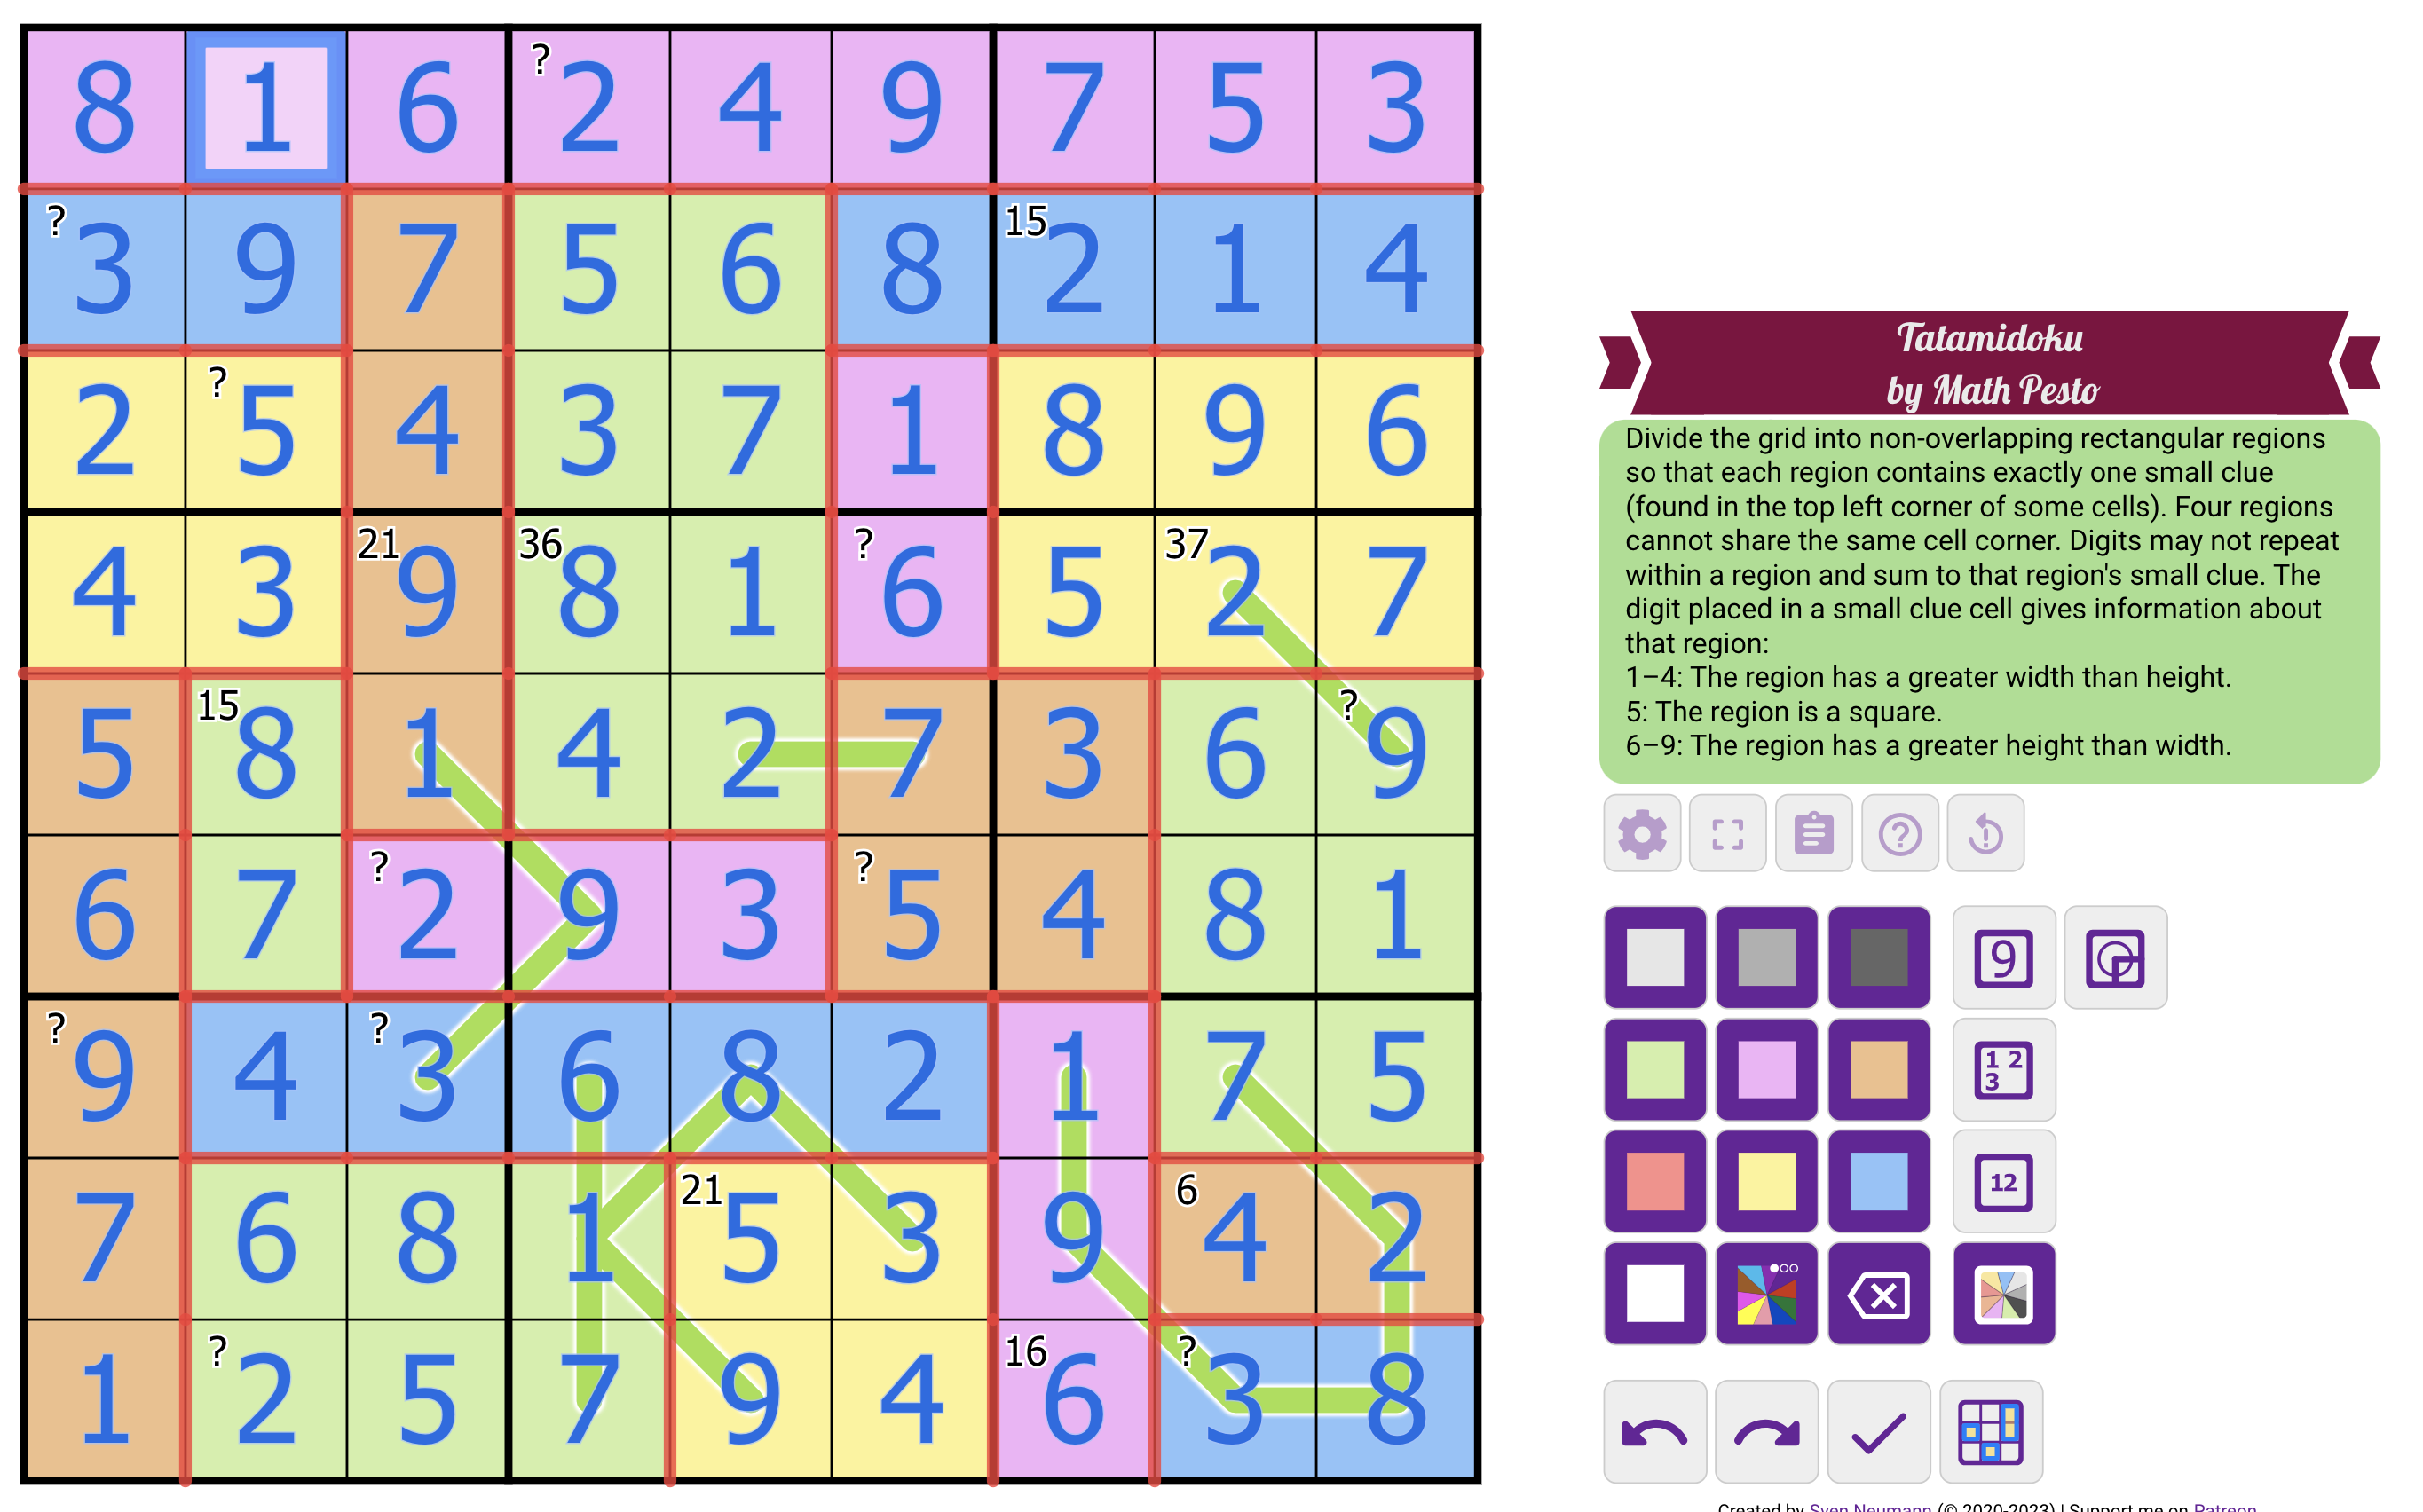 8 1 6 ? 2 4 9 7 5 3
? 3 9 7 5 6 8 15 2 1 4
2 ? 5 4 3 7 1 8 9 6
4 3 21 9 36 8 1 ? 6 5 37 2 7
5 15 8 1 4 2 7 3 6 ? 9
6 7 ? 2 9 3 ? 5 4 8 1
? 9 4 ? 3 6 8 2 1 7 5
7 6 8 1 21 5 3 9 6 4 2
1 ? 2 5 7 9 4 16 6 ? 3 8
Tatamidoku
by Math Pesto
Divide the grid into non-overlapping rectangular regions
so that each region contains exactly one small clue
(found in the top left corner of some cells). Four regions
cannot share the same cell corner. Digits may not repeat
within a region and sum to that region's small clue. The
digit placed in a small clue cell gives information about
that region:
1–4: The region has a greater width than height.
5: The region is a square.
6–9: The region has a greater height than width.
9
1 2
3
12
Created by Sven Neumann (© 2020-2023) | Support me on Patreon